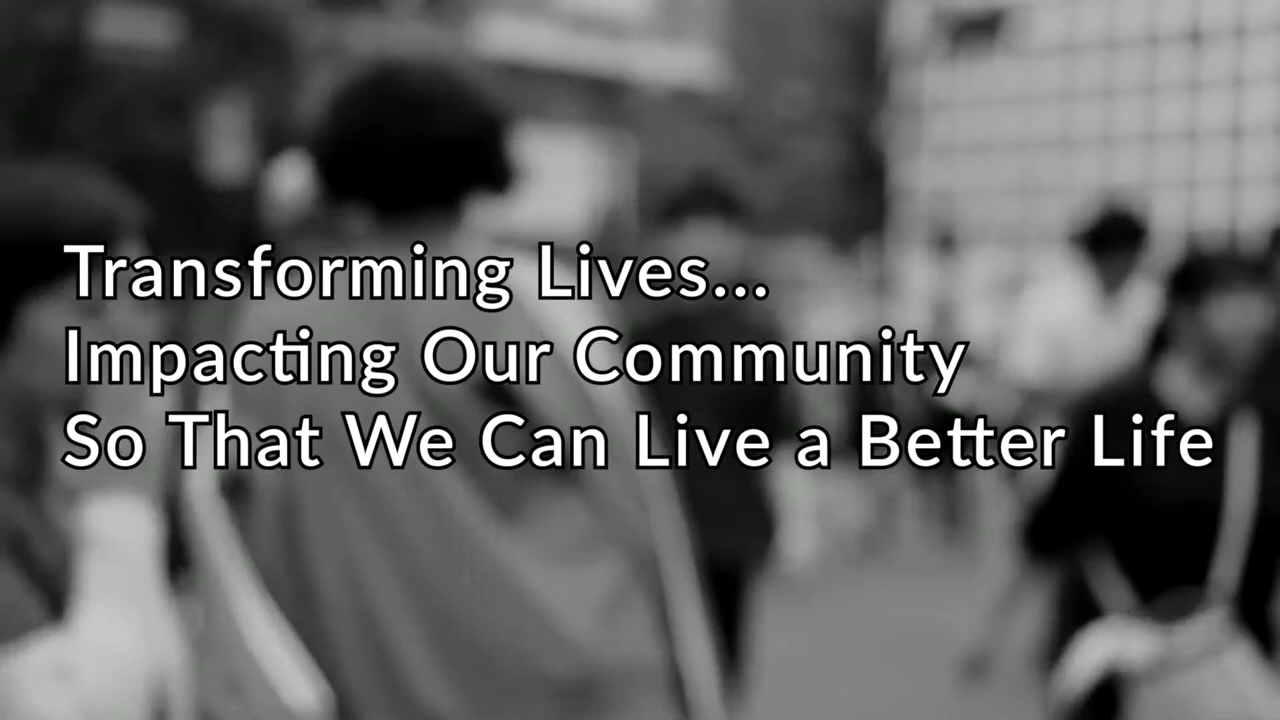 Transforming Lives...
Impacting Our Community
So That We Can Live a Better Life